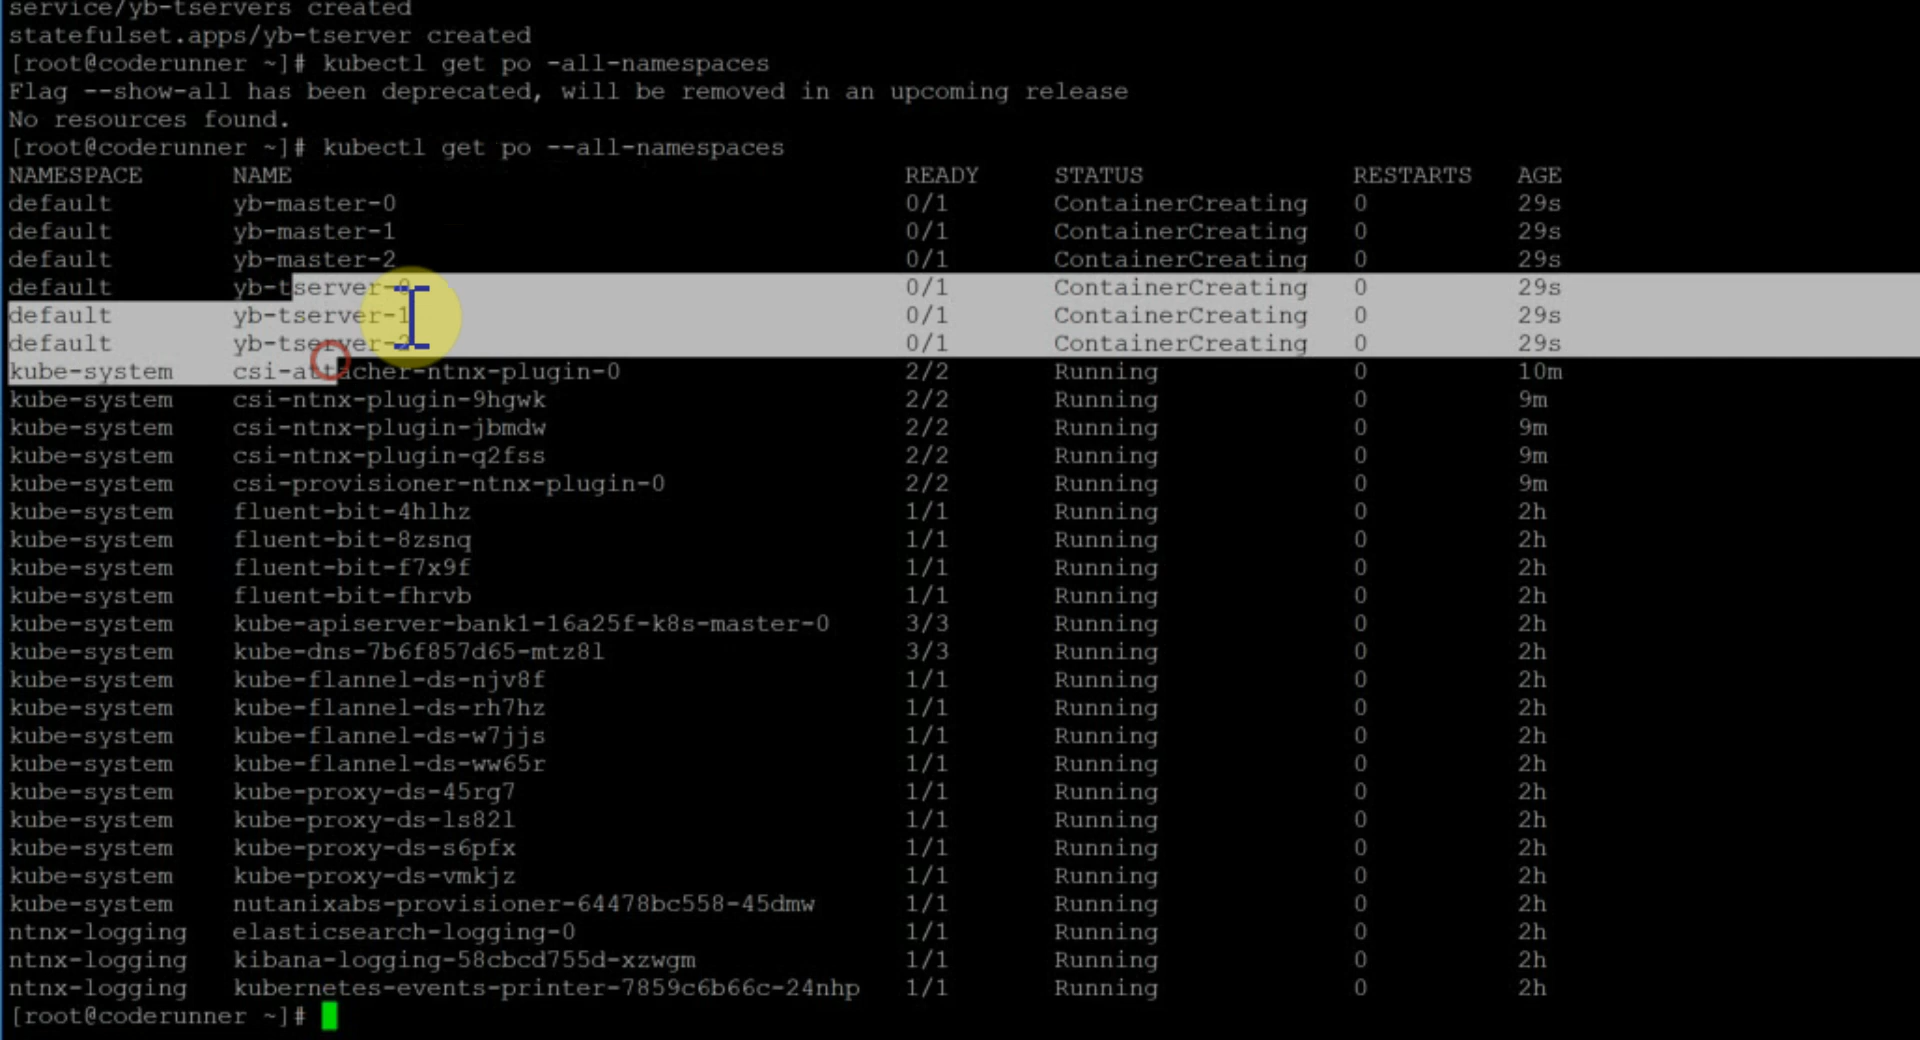 service/yb-tservers created
statefulset.apps/yb-tserver created
[root@coderunner ~]# kubectl get po -all-namespaces
Flag --show-all has been deprecated, will be removed in an upcoming release
No resources found.
[root@coderunner ~]# kubectl get po --all-namespaces
NAMESPACE NAME READY STATUS RESTARTS AGE
default yb-master-0 0/1 ContainerCreating 0 29s
default yb-master-1 0/1 ContainerCreating 0 29s
default yb-master-2 0/1 ContainerCreating 0 29s
default yb-tserver-0 0/1 ContainerCreating 0 29s
default yb-tserver-1 0/1 ContainerCreating 0 29s
default yb-tserver-2 0/1 ContainerCreating 0 29s
kube-system csi-attacher-ntnx-plugin-0 2/2 Running 0 10m
kube-system csi-ntnx-plugin-9hgwk 2/2 Running 0 9m
kube-system csi-ntnx-plugin-jbmdw 2/2 Running 0 9m
kube-system csi-ntnx-plugin-q2fss 2/2 Running 0 9m
kube-system csi-provisioner-ntnx-plugin-0 2/2 Running 0 9m
kube-system fluent-bit-4hlhz 1/1 Running 0 2h
kube-system fluent-bit-8zsnq 1/1 Running 0 2h
kube-system fluent-bit-f7x9f 1/1 Running 0 2h
kube-system fluent-bit-fhrvb 1/1 Running 0 2h
kube-system kube-apiserver-bank1-16a25f-k8s-master-0 3/3 Running 0 2h
kube-system kube-dns-7b6f857d65-mtz8l 3/3 Running 0 2h
kube-system kube-flannel-ds-njv8f 1/1 Running 0 2h
kube-system kube-flannel-ds-rh7hz 1/1 Running 0 2h
kube-system kube-flannel-ds-w7jjs 1/1 Running 0 2h
kube-system kube-flannel-ds-ww65r 1/1 Running 0 2h
kube-system kube-proxy-ds-45rg7 1/1 Running 0 2h
kube-system kube-proxy-ds-ls82l 1/1 Running 0 2h
kube-system kube-proxy-ds-s6pfx 1/1 Running 0 2h
kube-system kube-proxy-ds-vmkjz 1/1 Running 0 2h
kube-system nutanixabs-provisioner-64478bc558-45dmw 1/1 Running 0 2h
ntnx-logging elasticsearch-logging-0 1/1 Running 0 2h
ntnx-logging kibana-logging-58cbcd755d-xzwgm 1/1 Running 0 2h
ntnx-logging kubernetes-events-printer-7859c6b66c-24nhp 1/1 Running 0 2h
[root@coderunner ~]#